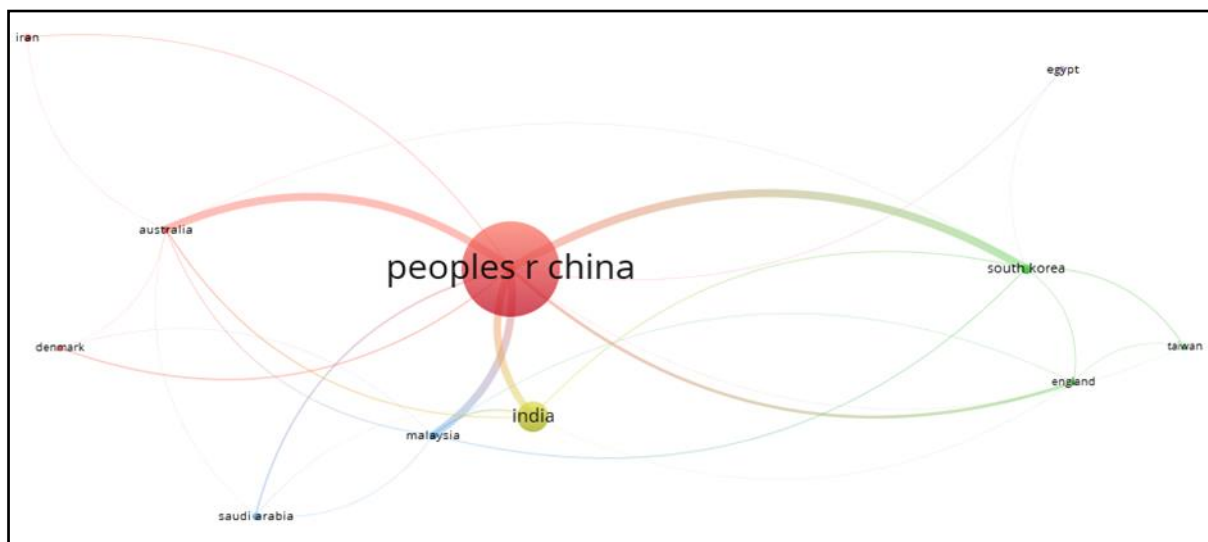 iran
egypt
australia
peoples r china
south korea
denmark
taiwan
england
india
malaysia
saudi arabia